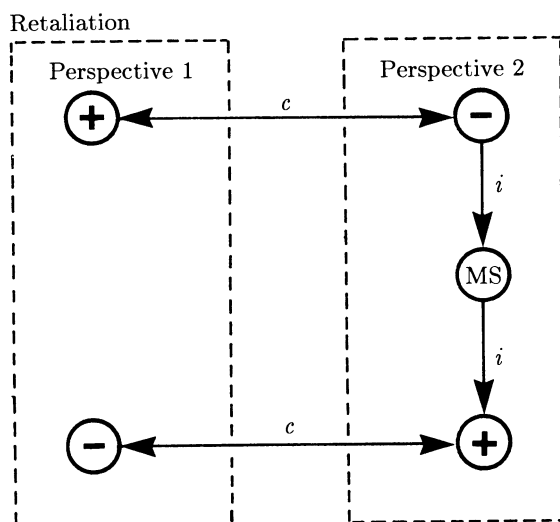 Retaliation
Perspective 1
Perspective 2
+
c
−
i
MS
i
−
c
+